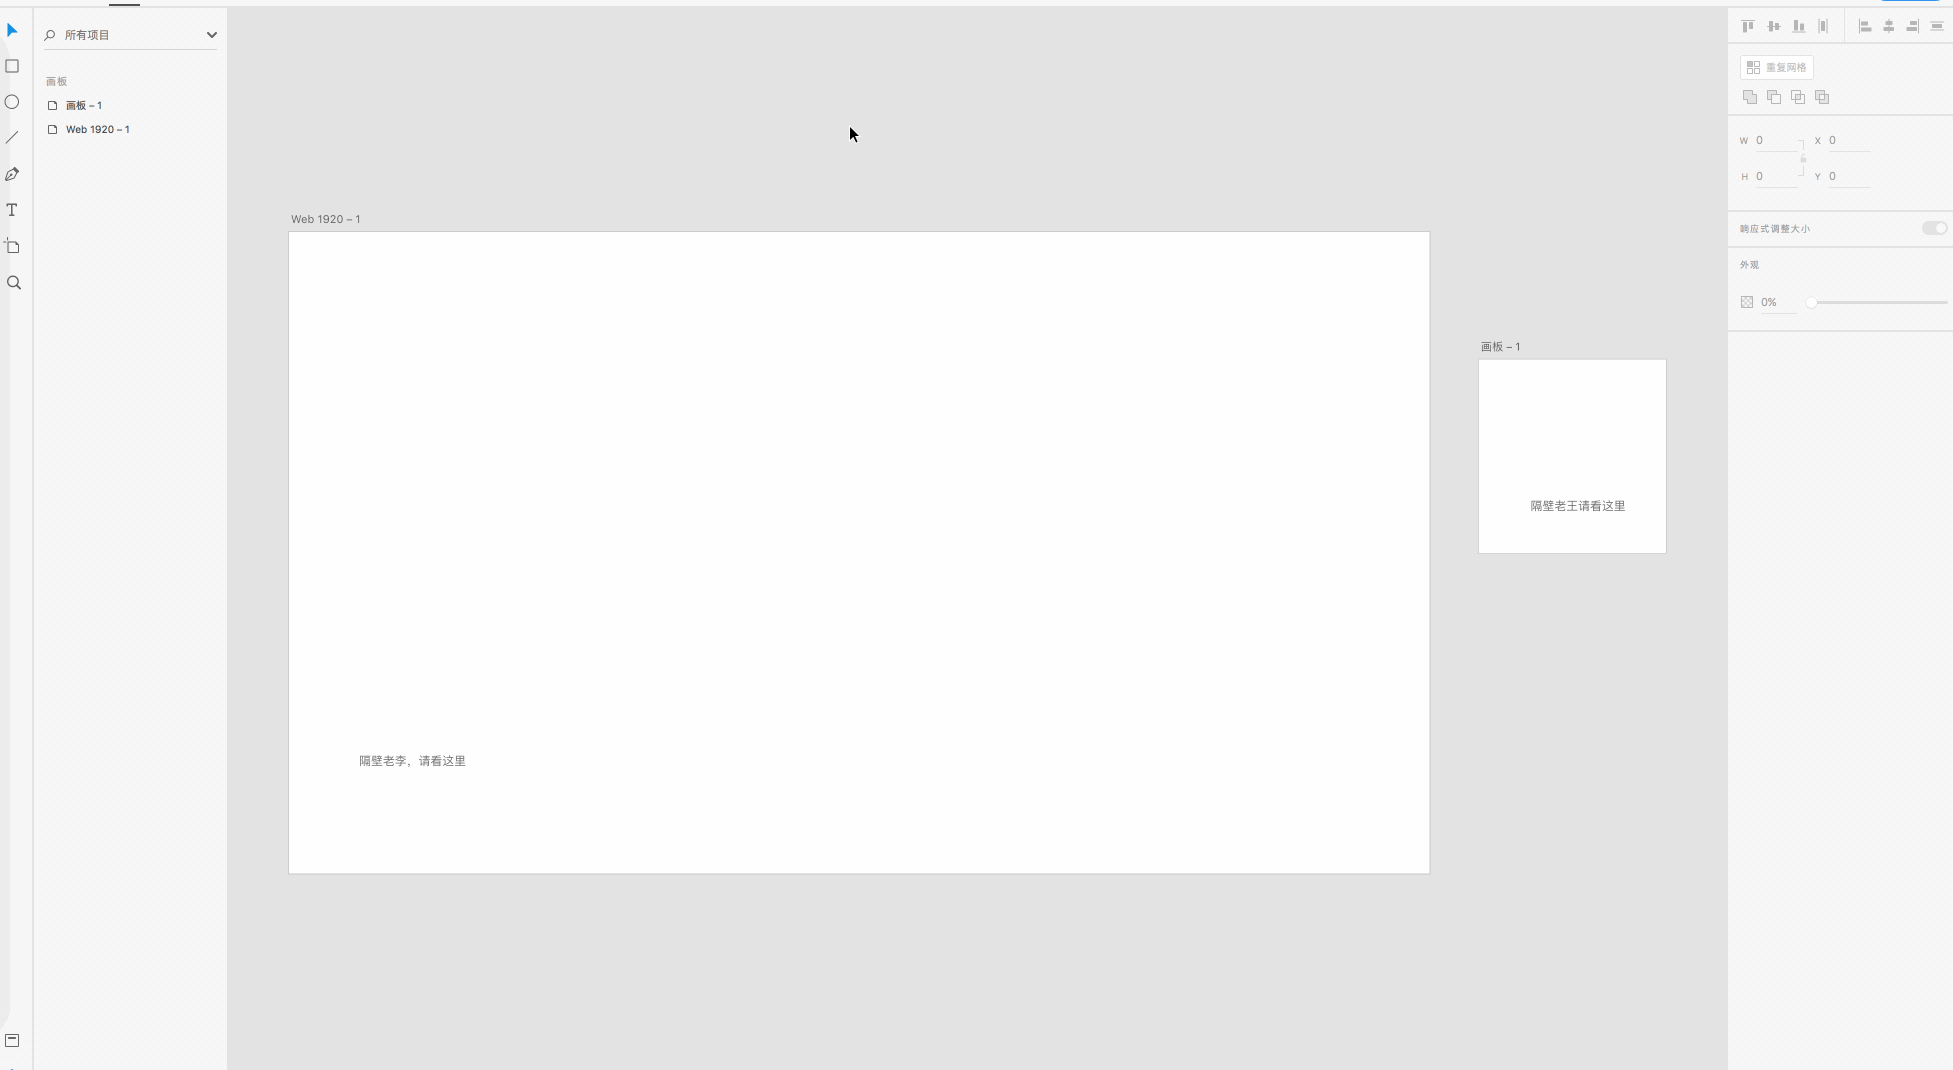 所有项目
画板
画板 – 1
Web 1920 – 1
Web 1920 – 1
隔壁老李，请看这里
画板 – 1
隔壁老王请看这里
重复网格
W 0 X 0
H 0 Y 0
响应式调整大小
外观
0%